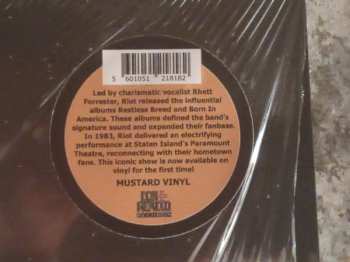 5 601051 218182
Led by charismatic vocalist Rhett
Forrester, Riot released the influential
albums Restless Breed and Born In
America. These albums defined the band's
signature sound and expanded their fanbase.
In 1983, Riot delivered an electrifying
performance at Staten Island's Paramount
Theatre, reconnecting with their hometown
fans. This iconic show is now available on
vinyl for the first time!
MUSTARD VINYL